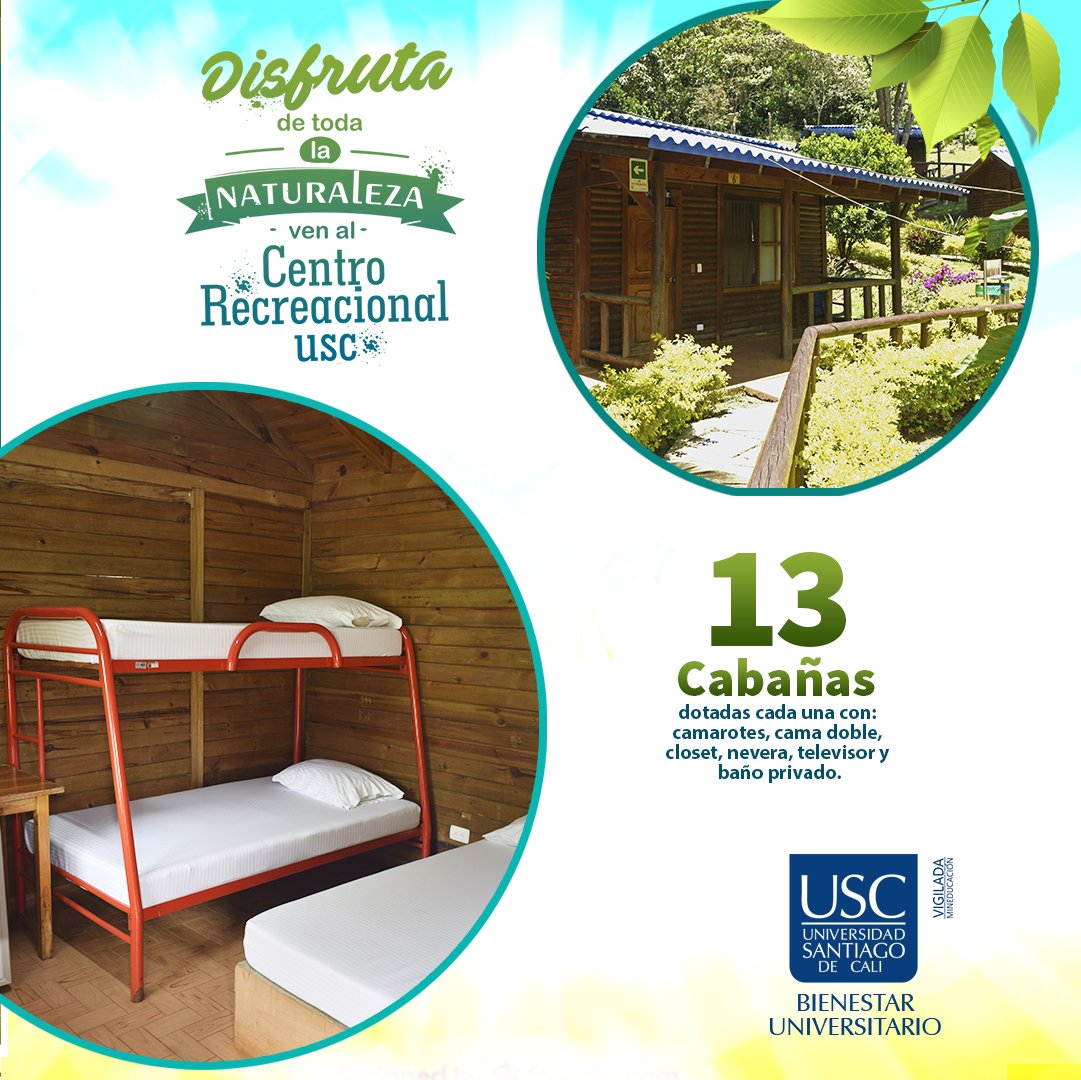 Disfruta
de toda
la
NATURALEZA
- ven al -
Centro
Recreacional
usc
6
13
Cabañas
dotadas cada una con:
camarotes, cama doble,
closet, nevera, televisor y
baño privado.
USC
UNIVERSIDAD
SANTIAGO
DE CALI
VIGILADA
MINEDUCACIÓN
BIENESTAR
UNIVERSITARIO